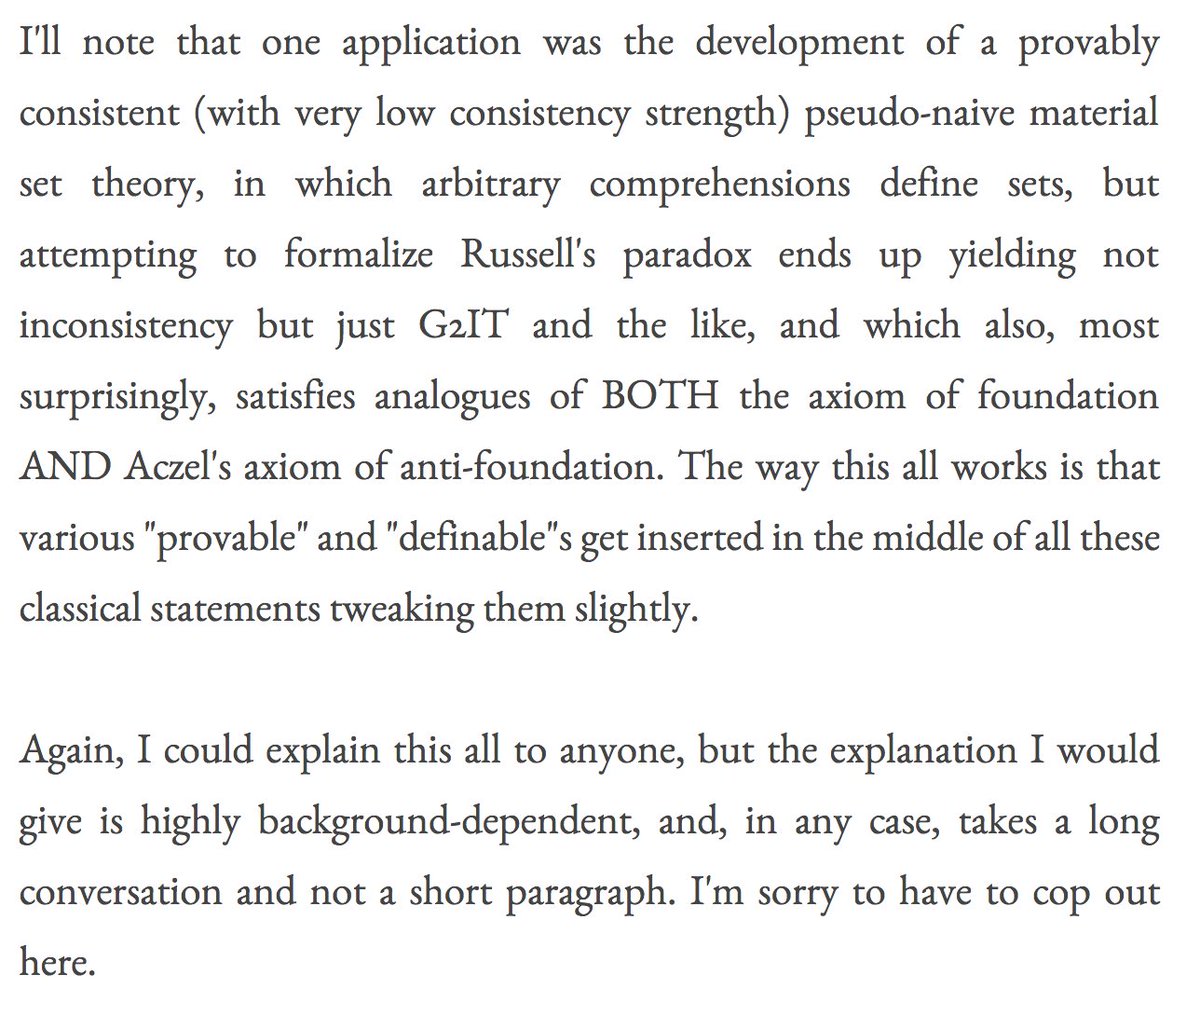 I'll note that one application was the development of a provably
consistent (with very low consistency strength) pseudo-naive material
set theory, in which arbitrary comprehensions define sets, but
attempting to formalize Russell's paradox ends up yielding not
inconsistency but just G2IT and the like, and which also, most
surprisingly, satisfies analogues of BOTH the axiom of foundation
AND Aczel's axiom of anti-foundation. The way this all works is that
various "provable" and "definable"s get inserted in the middle of all these
classical statements tweaking them slightly.
Again, I could explain this all to anyone, but the explanation I would
give is highly background-dependent, and, in any case, takes a long
conversation and not a short paragraph. I'm sorry to have to cop out
here.